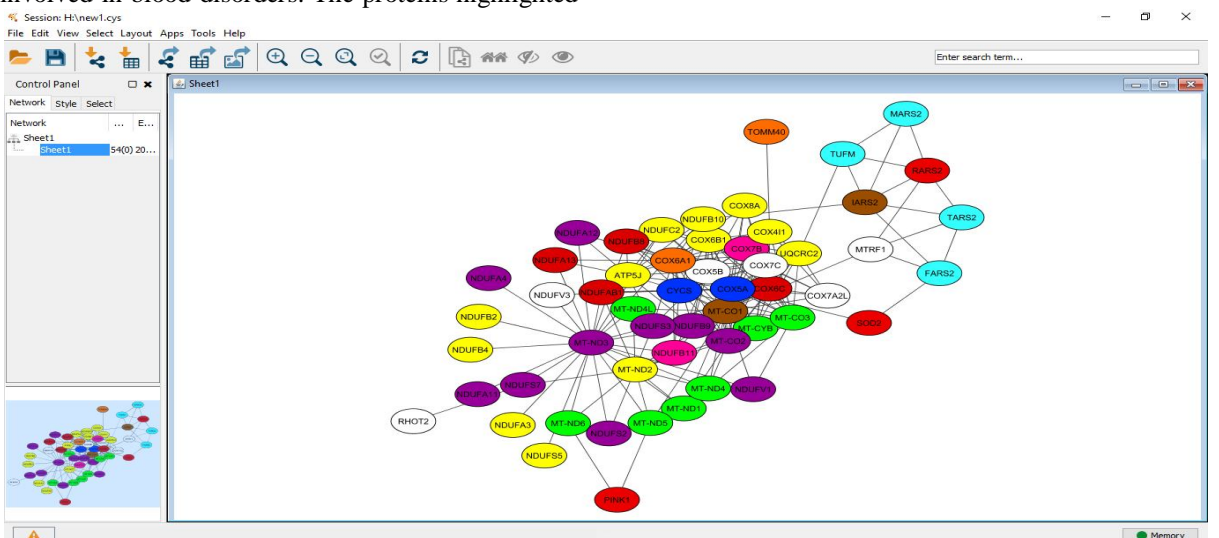 involved in blood disorders. The proteins highlighted
Session: H:\new1.cys
File Edit View Select Layout Apps Tools Help
Enter search term...
Control Panel
Sheet1
Network Style Select
Network ... E...
Sheet1
Sheet1 54(0) 20...
MARS2
TOMM40
TUFM
RARS2
IARS2
COX8A
TARS2
NDUFB10
NDUFC2
COX4I1
NDUFA12
NDUFB8
COX6B1
COX7B
UQCRC2
MTRF1
NDUFA13
COX6A1
COX7C
COX5B
FARS2
NDUFA4
ATP5J
NDUFV3
NDUFAB1
CYCS
COX5A
COX6C
COX7A2L
MT-ND4L
MT-CO1
NDUFB2
MT-CO3
SOD2
NDUFS3
MT-CYB
MT-ND3
MT-CO2
NDUFB4
NDUFB11
MT-ND2
NDUFA11
NDUFS7
MT-ND4
NDUFV1
MT-ND1
RHOT2
NDUFA3
MT-ND6
NDUFS2
MT-ND5
NDUFS5
PINK1
Memory